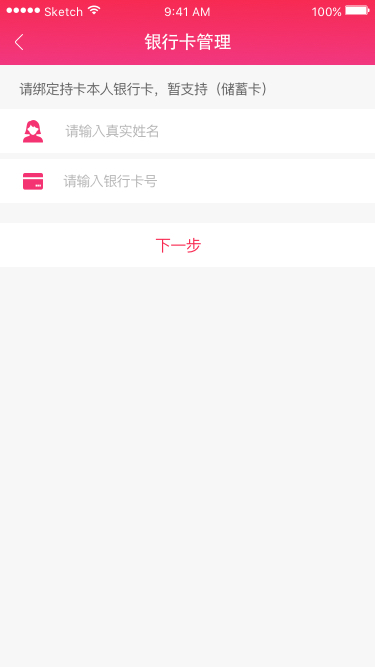 Sketch 9:41 AM 100%
银行卡管理
请绑定持卡本人银行卡，暂支持（储蓄卡）
请输入真实姓名
请输入银行卡号
下一步